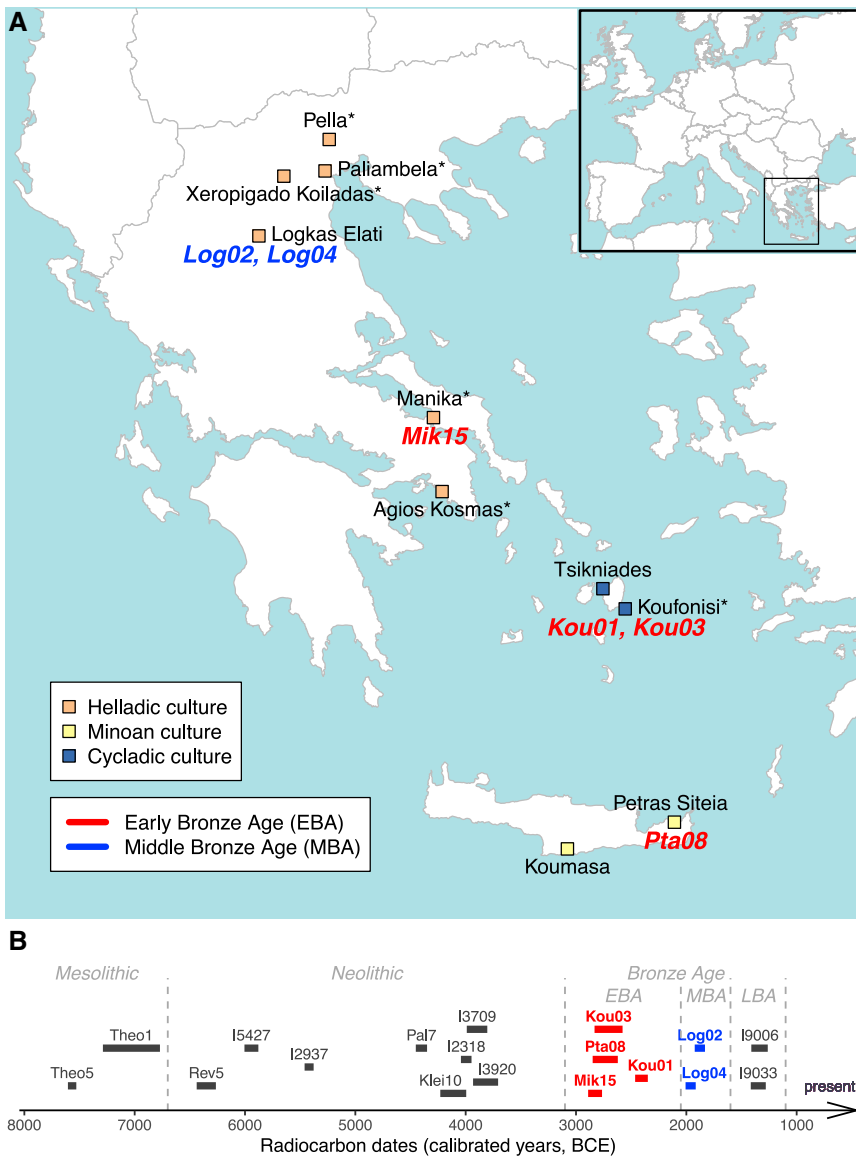 A
Pella*
Paliambela*
Xeropigado Koiladas*
Logkas Elati
Log02, Log04
Manika*
Mik15
Agios Kosmas*
Tsikniades
Koufonisi*
Kou01, Kou03
Helladic culture
Minoan culture
Cycladic culture
Petras Siteia
Early Bronze Age (EBA)
Middle Bronze Age (MBA)
Pta08
Koumasa
B
Mesolithic Neolithic Bronze Age
EBA MBA LBA
I3709 Kou03
Theo1 I5427 Pal7 Log02 I9006
I2937 I2318 Pta08
Theo5 Rev5 Klei10 I3920 Mik15 Kou01 Log04 I9033
present
8000 7000 6000 5000 4000 3000 2000 1000
Radiocarbon dates (calibrated years, BCE)